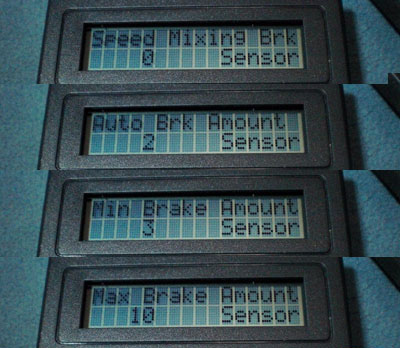 Speed Mixing Brk
0 Sensor
Auto Brk Amount
2 Sensor
Min Brake Amount
3 Sensor
Max Brake Amount
10 Sensor